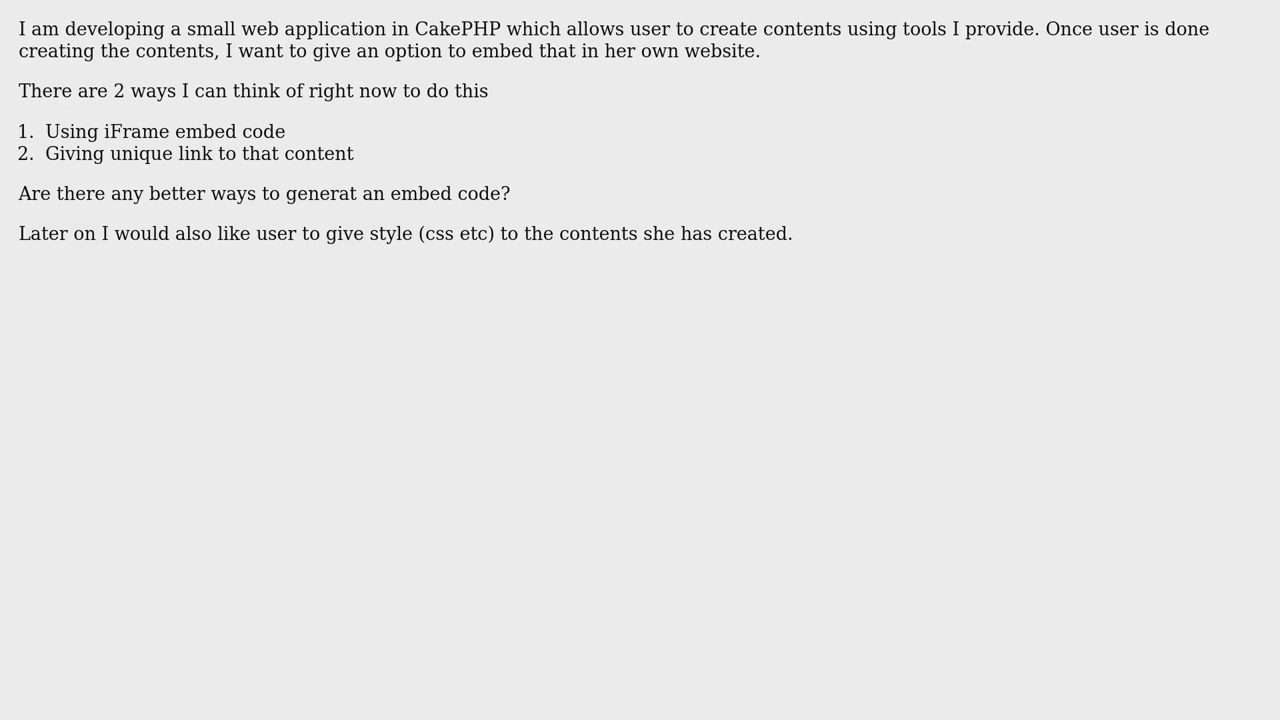 I am developing a small web application in CakePHP which allows user to create contents using tools I provide. Once user is done
creating the contents, I want to give an option to embed that in her own website.
There are 2 ways I can think of right now to do this
1. Using iFrame embed code
2. Giving unique link to that content
Are there any better ways to generat an embed code?
Later on I would also like user to give style (css etc) to the contents she has created.